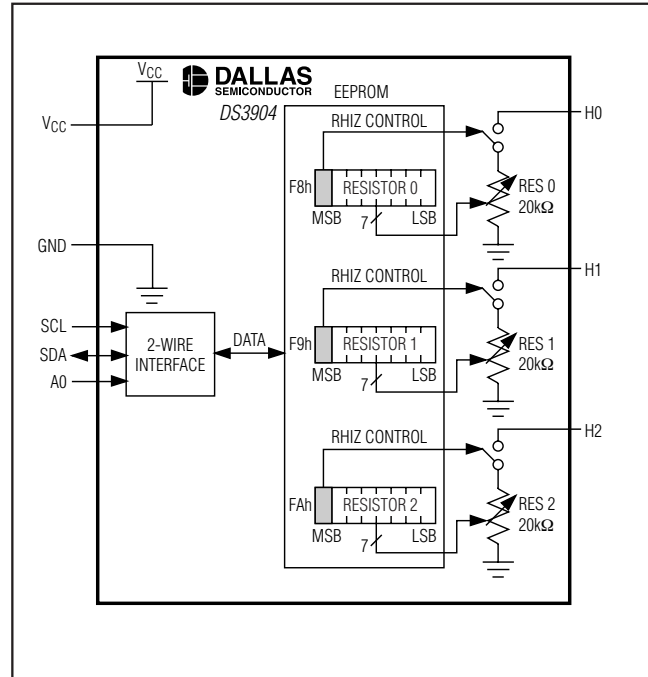 VCC
DALLAS
SEMICONDUCTOR
DS3904
EEPROM
VCC
RHIZ CONTROL
H0
F8h
RESISTOR 0
MSB
LSB
7
RES 0
20kΩ
GND
RHIZ CONTROL
H1
SCL
SDA
A0
2-WIRE
INTERFACE
DATA
F9h
RESISTOR 1
MSB
LSB
7
RES 1
20kΩ
RHIZ CONTROL
H2
FAh
RESISTOR 2
MSB
LSB
7
RES 2
20kΩ